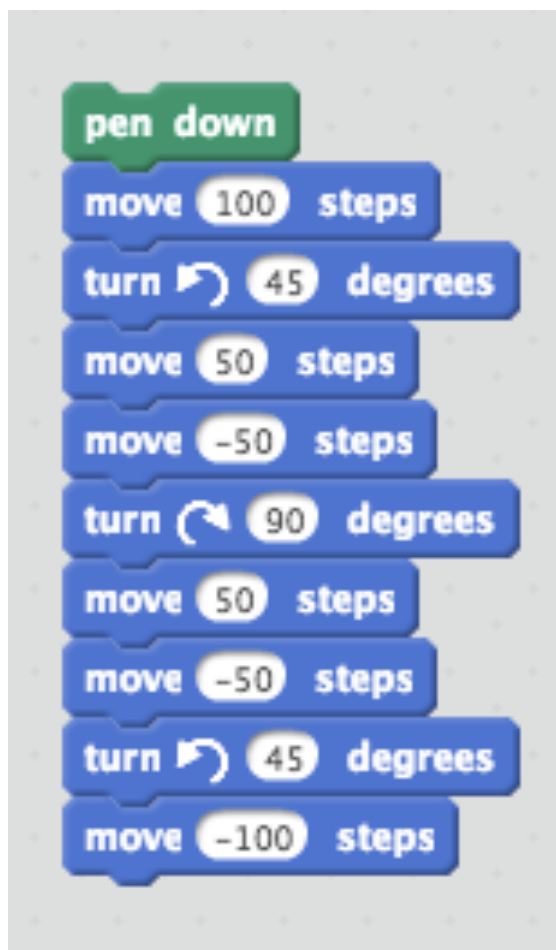 pen down
move 100 steps
turn 45 degrees
move 50 steps
move -50 steps
turn 90 degrees
move 50 steps
move -50 steps
turn 45 degrees
move -100 steps